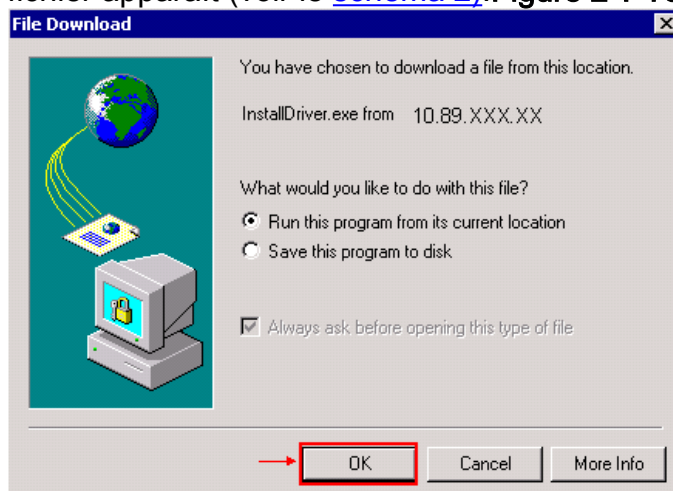 File Download
You have chosen to download a file from this location.
InstallDriver.exe from 10.89.XXX.XX
What would you like to do with this file?
Run this program from its current location
Save this program to disk
Always ask before opening this type of file
OK Cancel More Info